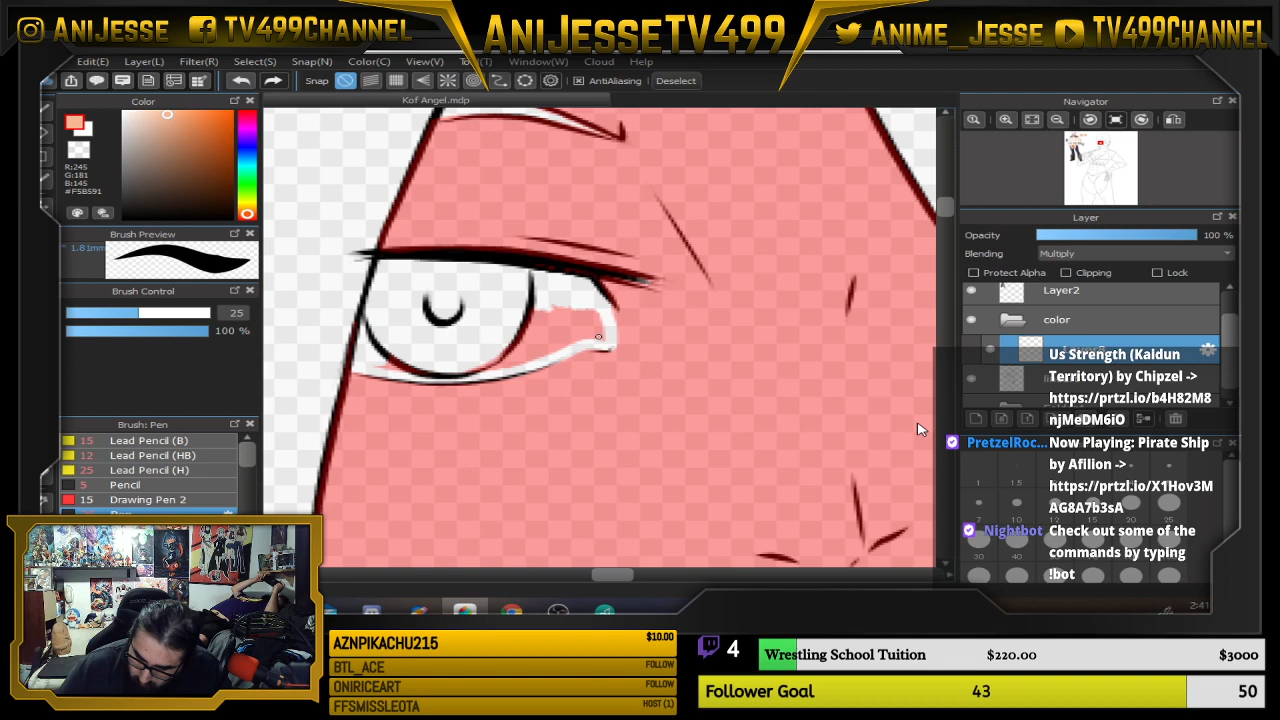 AniJesse TV499Channel
AniJesseTV499
Anime_Jesse TV499Channel
Edit(E) Layer(L) Filter(R) Select(S) Snap(N) Color(C) View(V) Window(W) Cloud Help
Snap AntiAliasing Deselect
Kof Angel.mdp
Color
R:245
G:181
B:145
#F5B591
Brush Preview
1.81mm
Brush Control
25
100 %
Brush: Pen
15 Lead Pencil (B)
12 Lead Pencil (HB)
25 Lead Pencil (H)
5 Pencil
15 Drawing Pen 2
Navigator
Layer
Opacity 100 %
Blending Multiply
Protect Alpha Clipping Lock
Layer2
color
Us Strength (Kaldun
Territory) by Chipzel ->
https://prtzl.io/b4H82M8
njMeDM6iO
PretzelRoc... Now Playing: Pirate Ship
by Afilion ->
https://prtzl.io/X1Hov3M
AG8A7b3sA
Nightbot Check out some of the
commands by typing
!bot
2:41
AZNPIKACHU215 $10.00
BTL_ACE FOLLOW
ONIRICEART FOLLOW
FFSMISSLEOTA HOST (1)
4
Wrestling School Tuition $220.00 $3000
Follower Goal 43 50